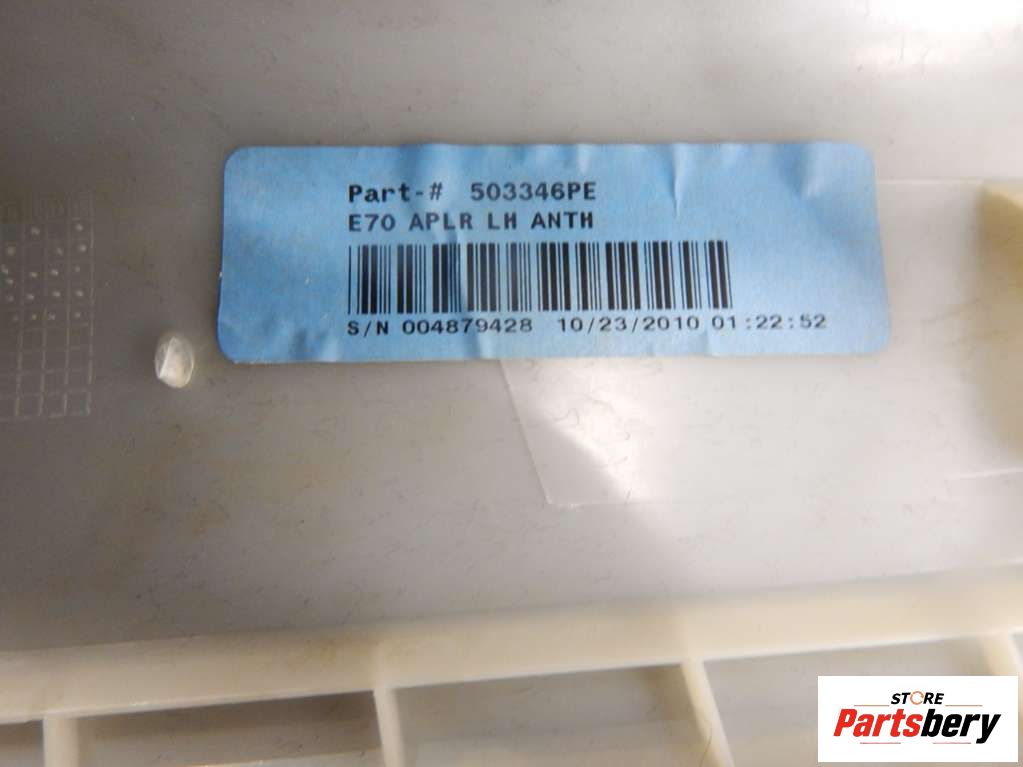 Part-# 503346PE
E70 APLR LH ANTH
S/N 004879428 10/23/2010 01:22:52
STORE
Partsbery